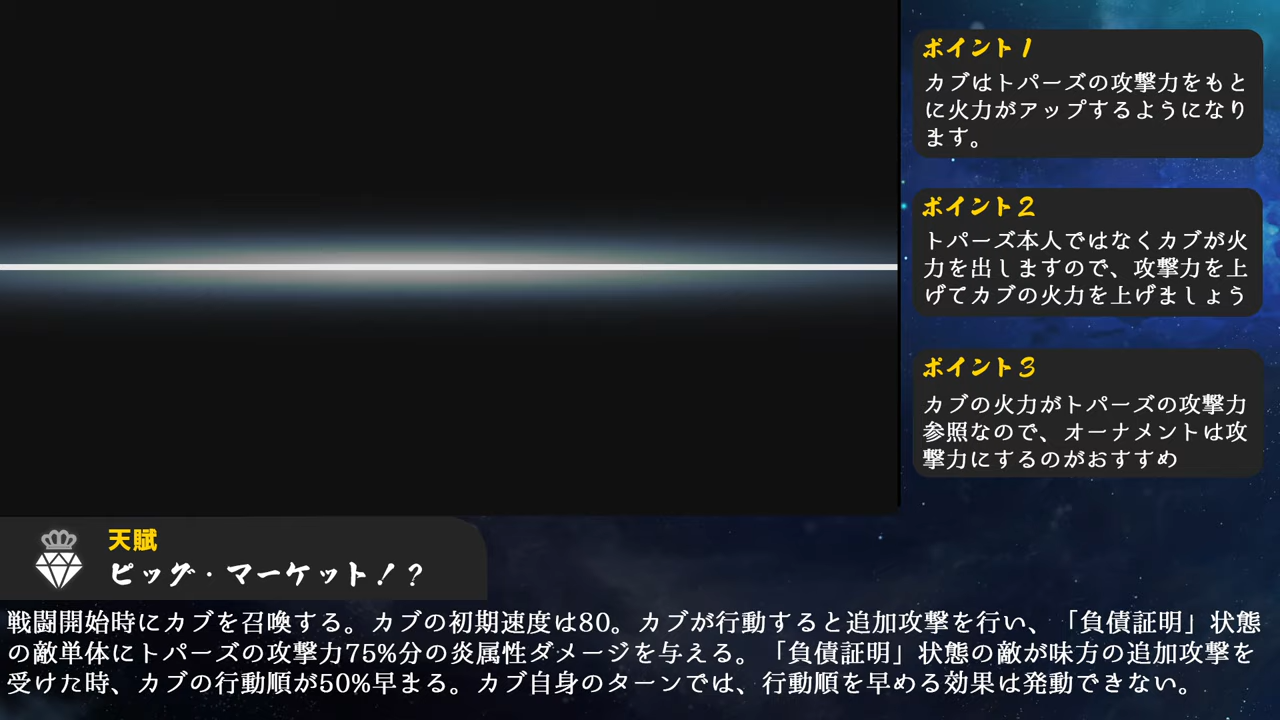 ポイント1
カブはトパーズの攻撃力をもと
に火力がアップするようになり
ます。
ポイント2
トパーズ本人ではなくカブが火
力を出しますので、攻撃力を上
げてカブの火力を上げましょう
ポイント3
カブの火力がトパーズの攻撃力
参照なので、オーナメントは攻
撃力にするのがおすすめ
天賦
ピッグ・マーケット!?
戦闘開始時にカブを召喚する。カブの初期速度は80。カブが行動すると追加攻撃を行い、「負債証明」状態
の敵単体にトパーズの攻撃力75%分の炎属性ダメージを与える。「負債証明」状態の敵が味方の追加攻撃を
受けた時、カブの行動順が50%早まる。カブ自身のターンでは、行動順を早める効果は発動できない。